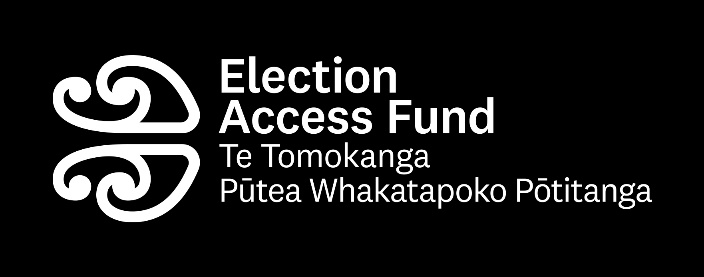 Election
Access Fund
Te Tomokanga
Pūtea Whakatapoko Pōtitanga